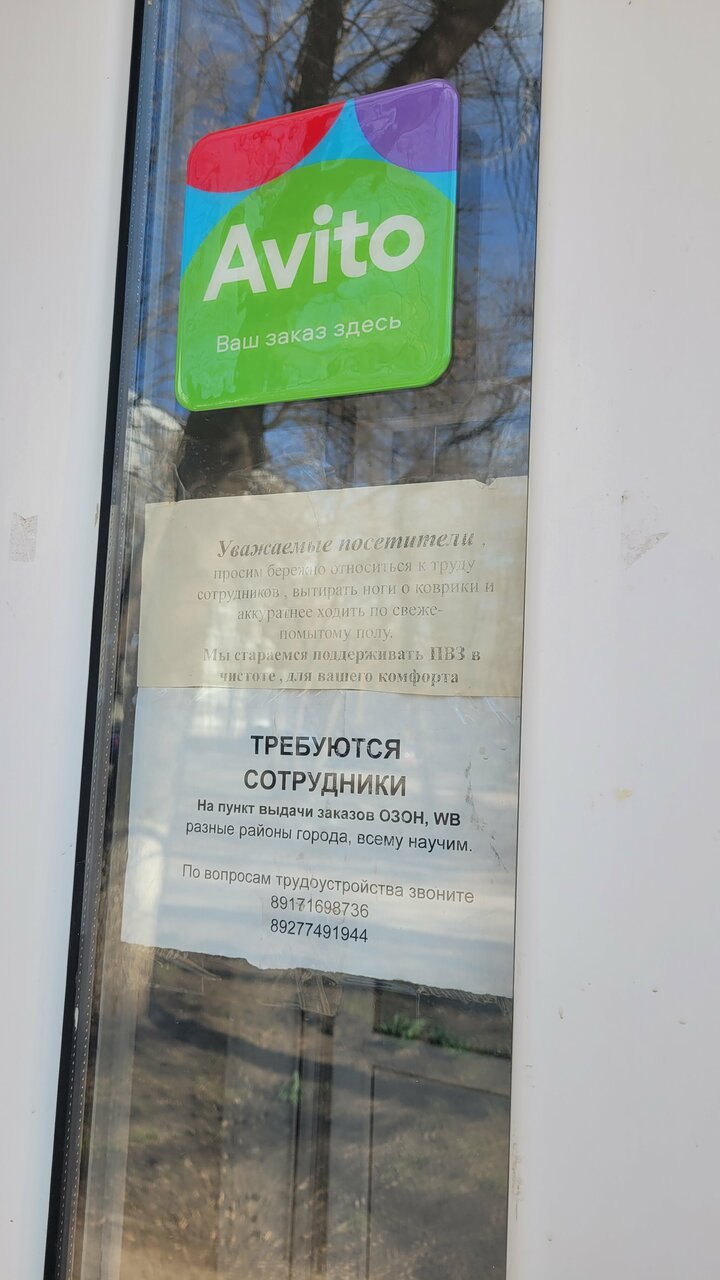 Avito
Ваш заказ здесь
Уважаемые посетители ,
просим бережно относиться к труду
сотрудников , вытирать ноги о коврики и
аккуратнее ходить по свеже-
помытому полу.
Мы стараемся поддерживать ПВЗ в
чистоте , для вашего комфорта
ТРЕБУЮТСЯ
СОТРУДНИКИ
На пункт выдачи заказов ОЗОН, WB
разные районы города, всему научим.
По вопросам трудоустройства звоните
89171698736
89277491944